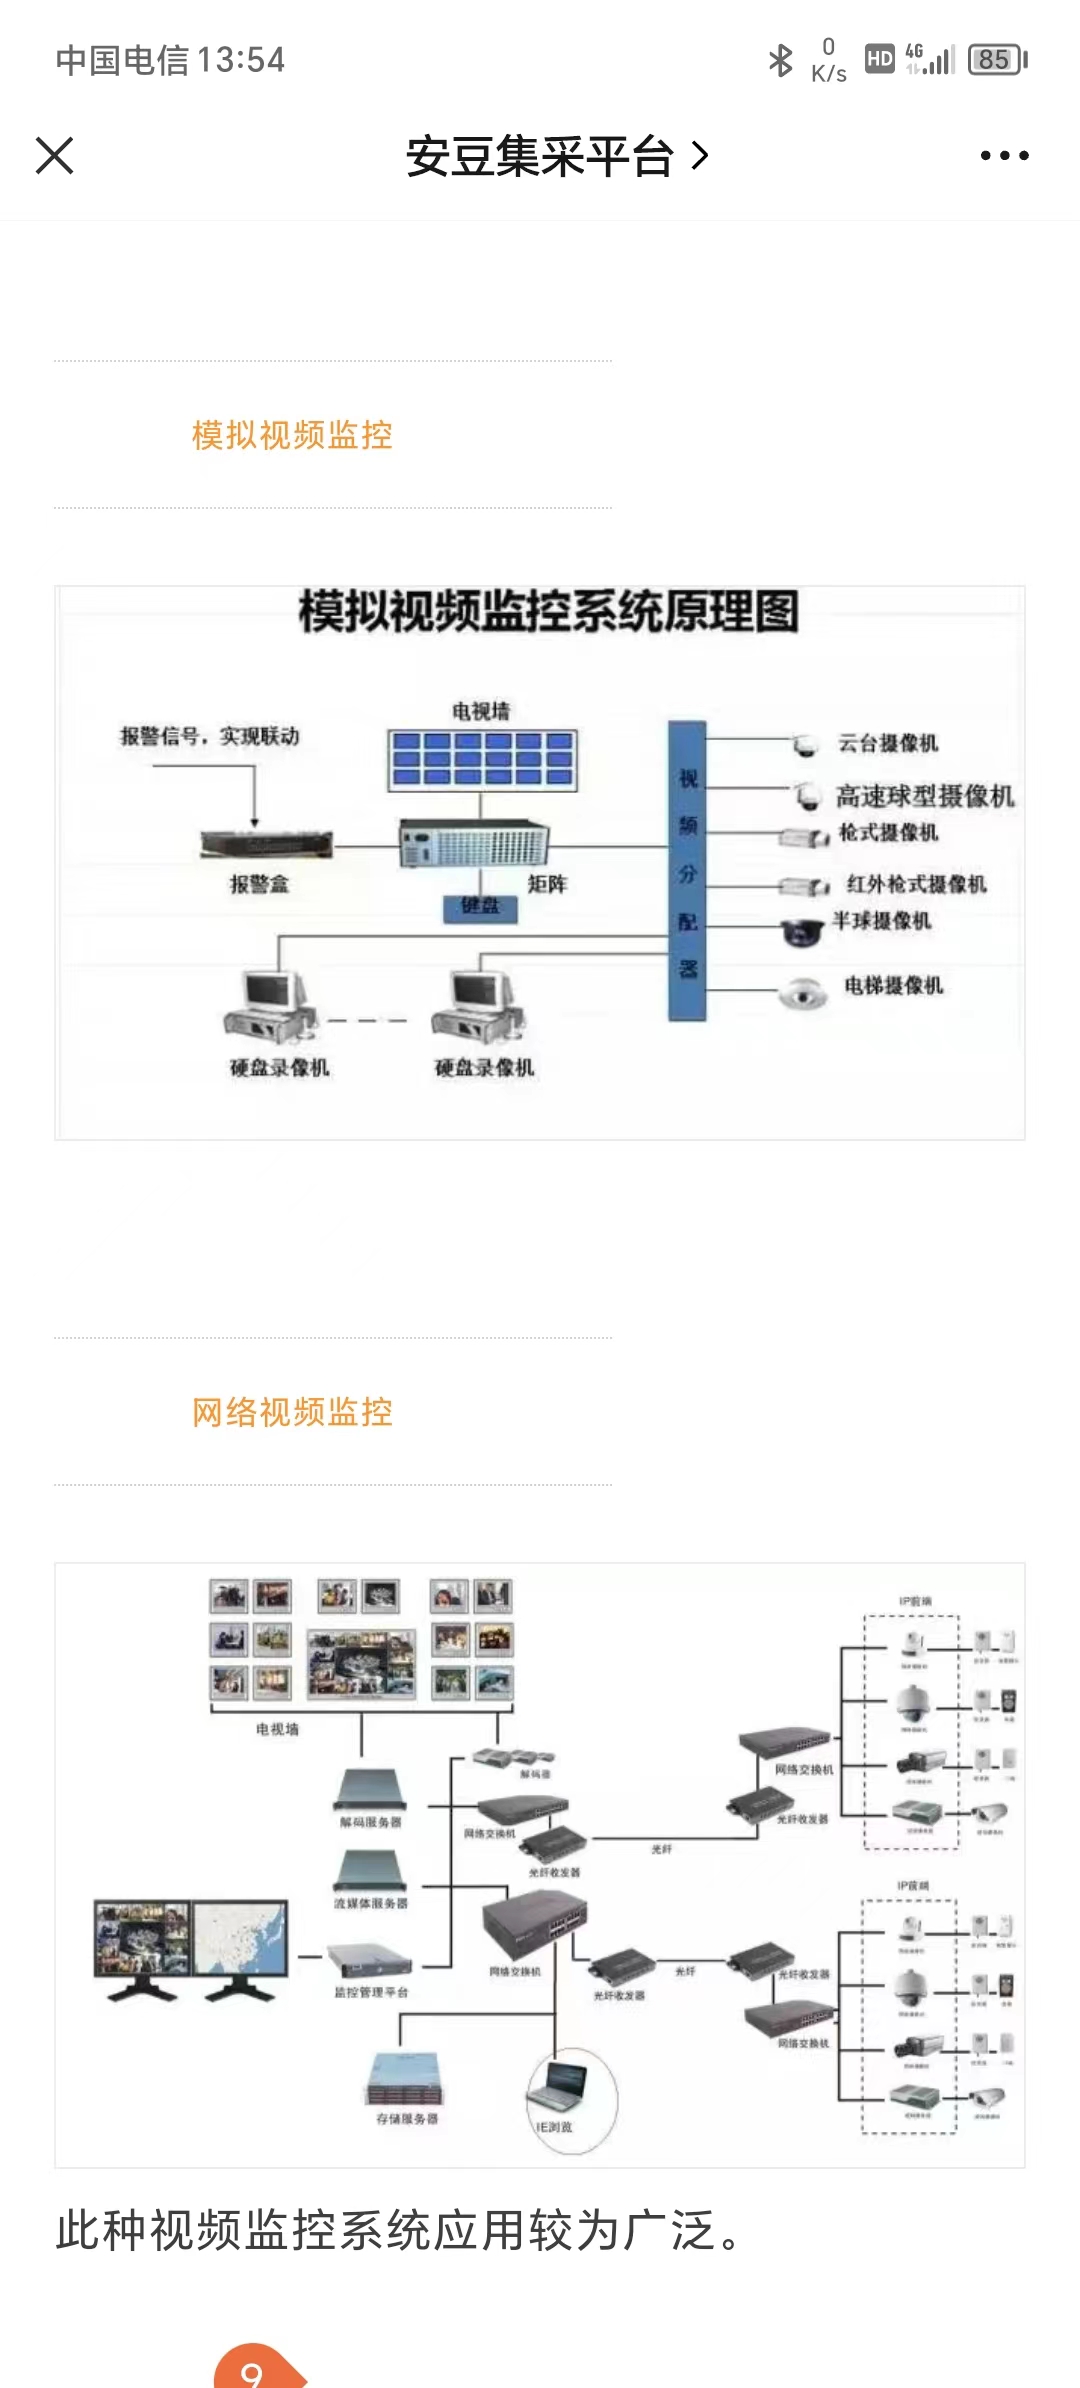 中国电信 13:54
0 K/s HD 4G 85
安豆集采平台
模拟视频监控
模拟视频监控系统原理图
电视墙
报警信号，实现联动
报警盒
矩阵
键盘
视频分配器
云台摄像机
高速球型摄像机
枪式摄像机
红外枪式摄像机
半球摄像机
电梯摄像机
硬盘录像机
硬盘录像机
网络视频监控
电视墙
解码器
解码服务器
网络交换机
光纤收发器
流媒体服务器
网络交换机
监控管理平台
存储服务器
IE浏览
光纤
光纤
光纤收发器
IP前端
网络交换机
光纤收发器
IP前端
光纤收发器
网络交换机
此种视频监控系统应用较为广泛。
9